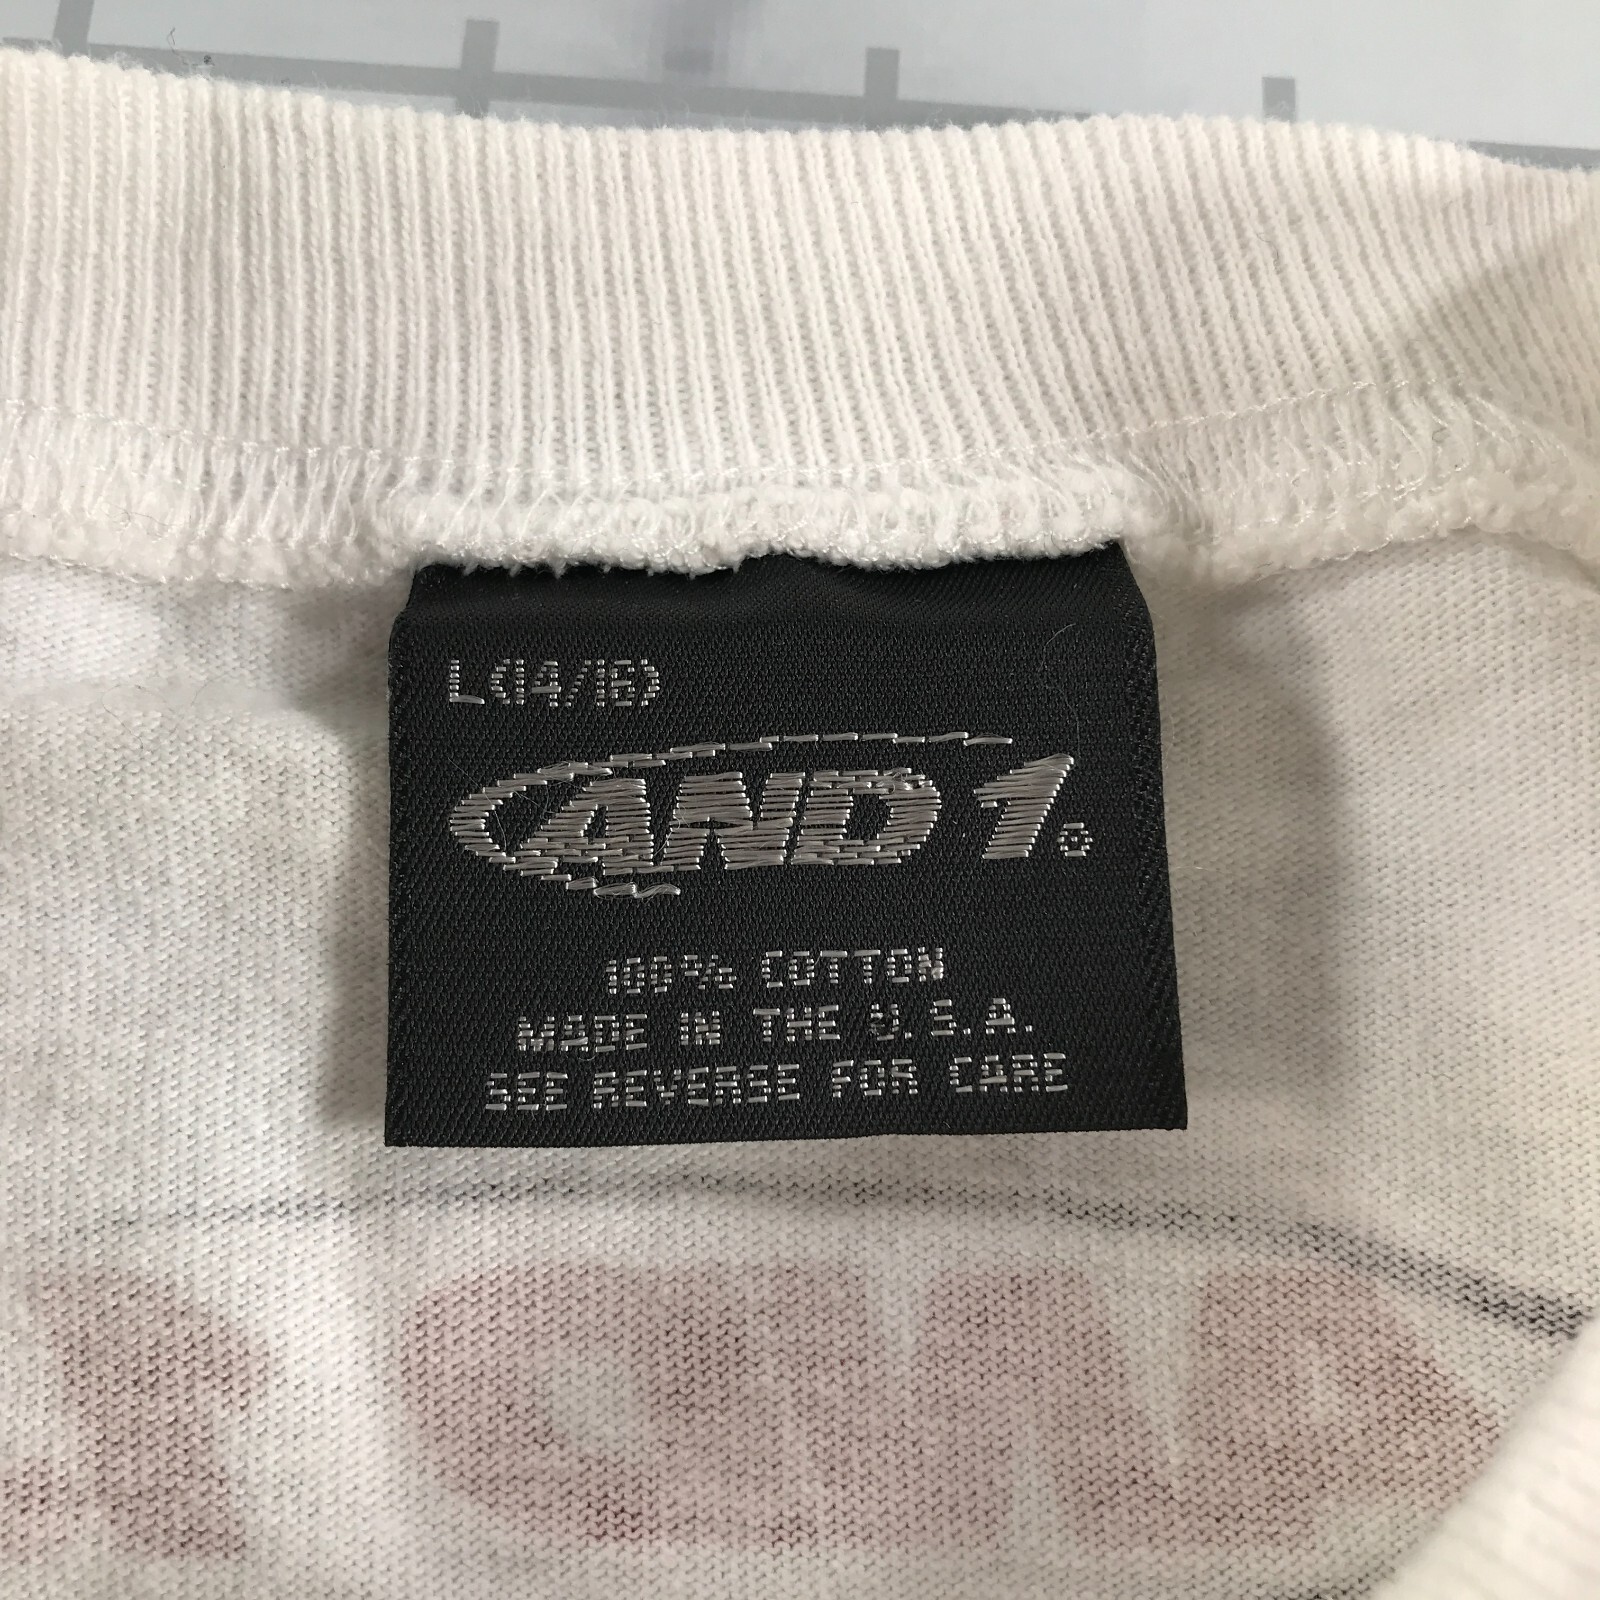 L(14/16)
AND 1®
100% COTTON
MADE IN THE U.S.A.
SEE REVERSE FOR CARE